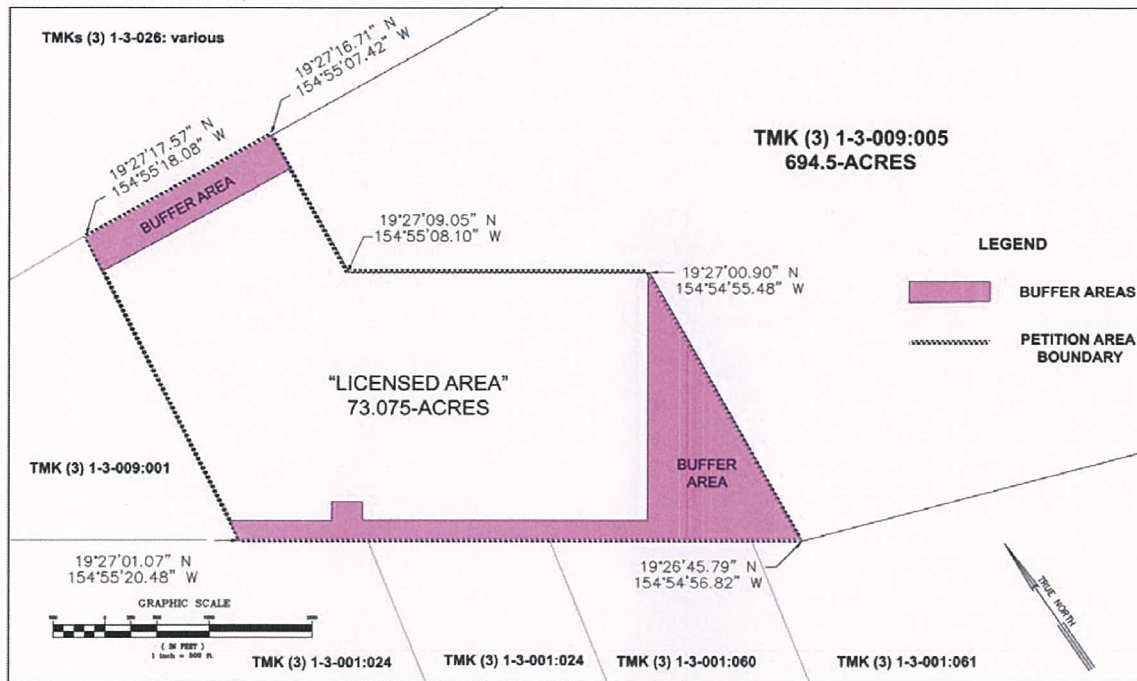 TMKs (3) 1-3-026: various
19°27'16.71" N
154°55'07.42" W
19°27'17.57" N
154°55'18.08" W
BUFFER AREA
TMK (3) 1-3-009:005
694.5-ACRES
19°27'09.05" N
154°55'08.10" W
19°27'00.90" N
154°54'55.48" W
LEGEND
BUFFER AREAS
PETITION AREA
BOUNDARY
"LICENSED AREA"
73.075-ACRES
BUFFER
AREA
TMK (3) 1-3-009:001
19°27'01.07" N
154°55'20.48" W
19°26'45.79" N
154°54'56.82" W
TRUE NORTH
GRAPHIC SCALE
( IN FEET )
1 inch = 500 ft.
TMK (3) 1-3-001:024
TMK (3) 1-3-001:024
TMK (3) 1-3-001:060
TMK (3) 1-3-001:061